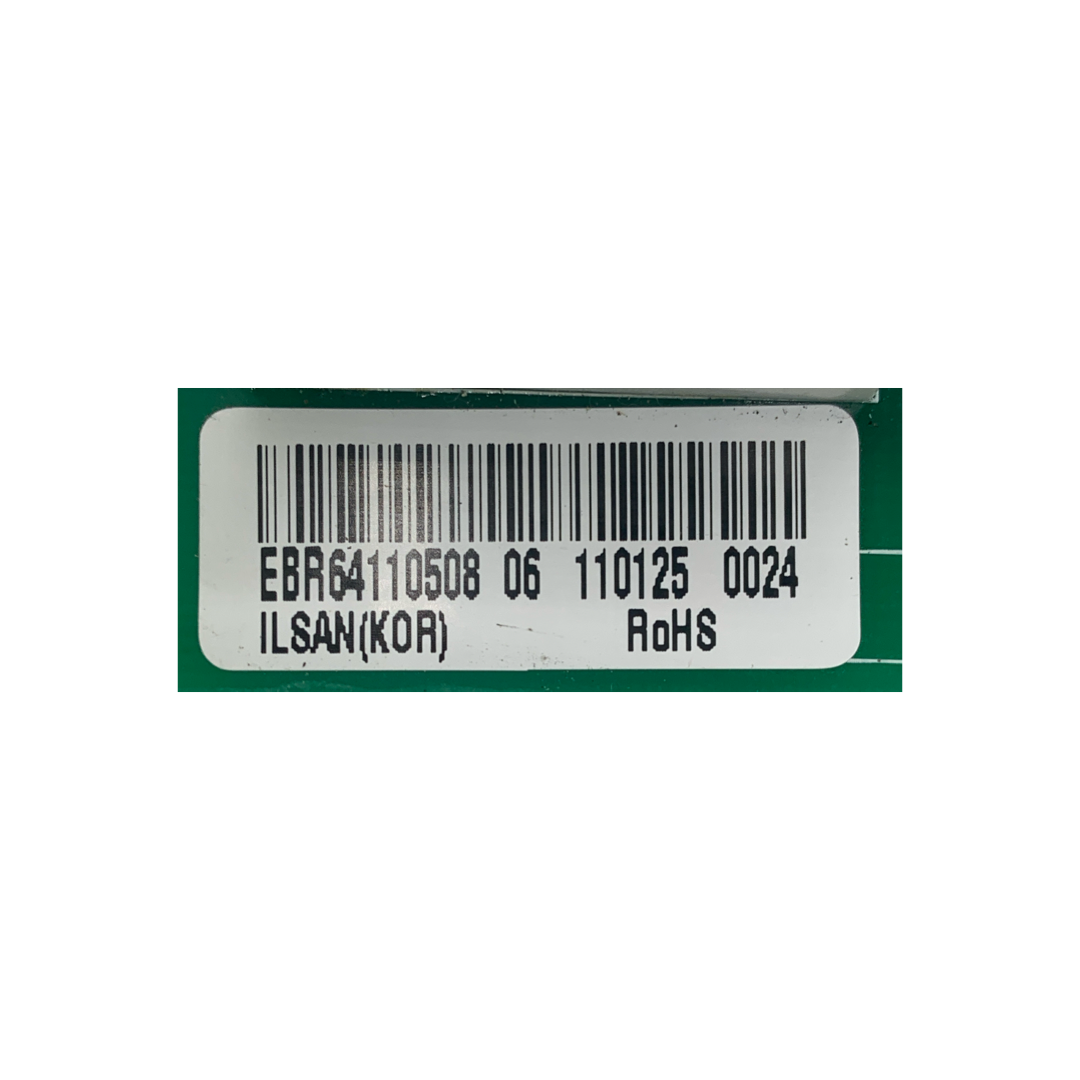 EBR64110508 06 110125 0024
ILSAN(KOR) RoHS